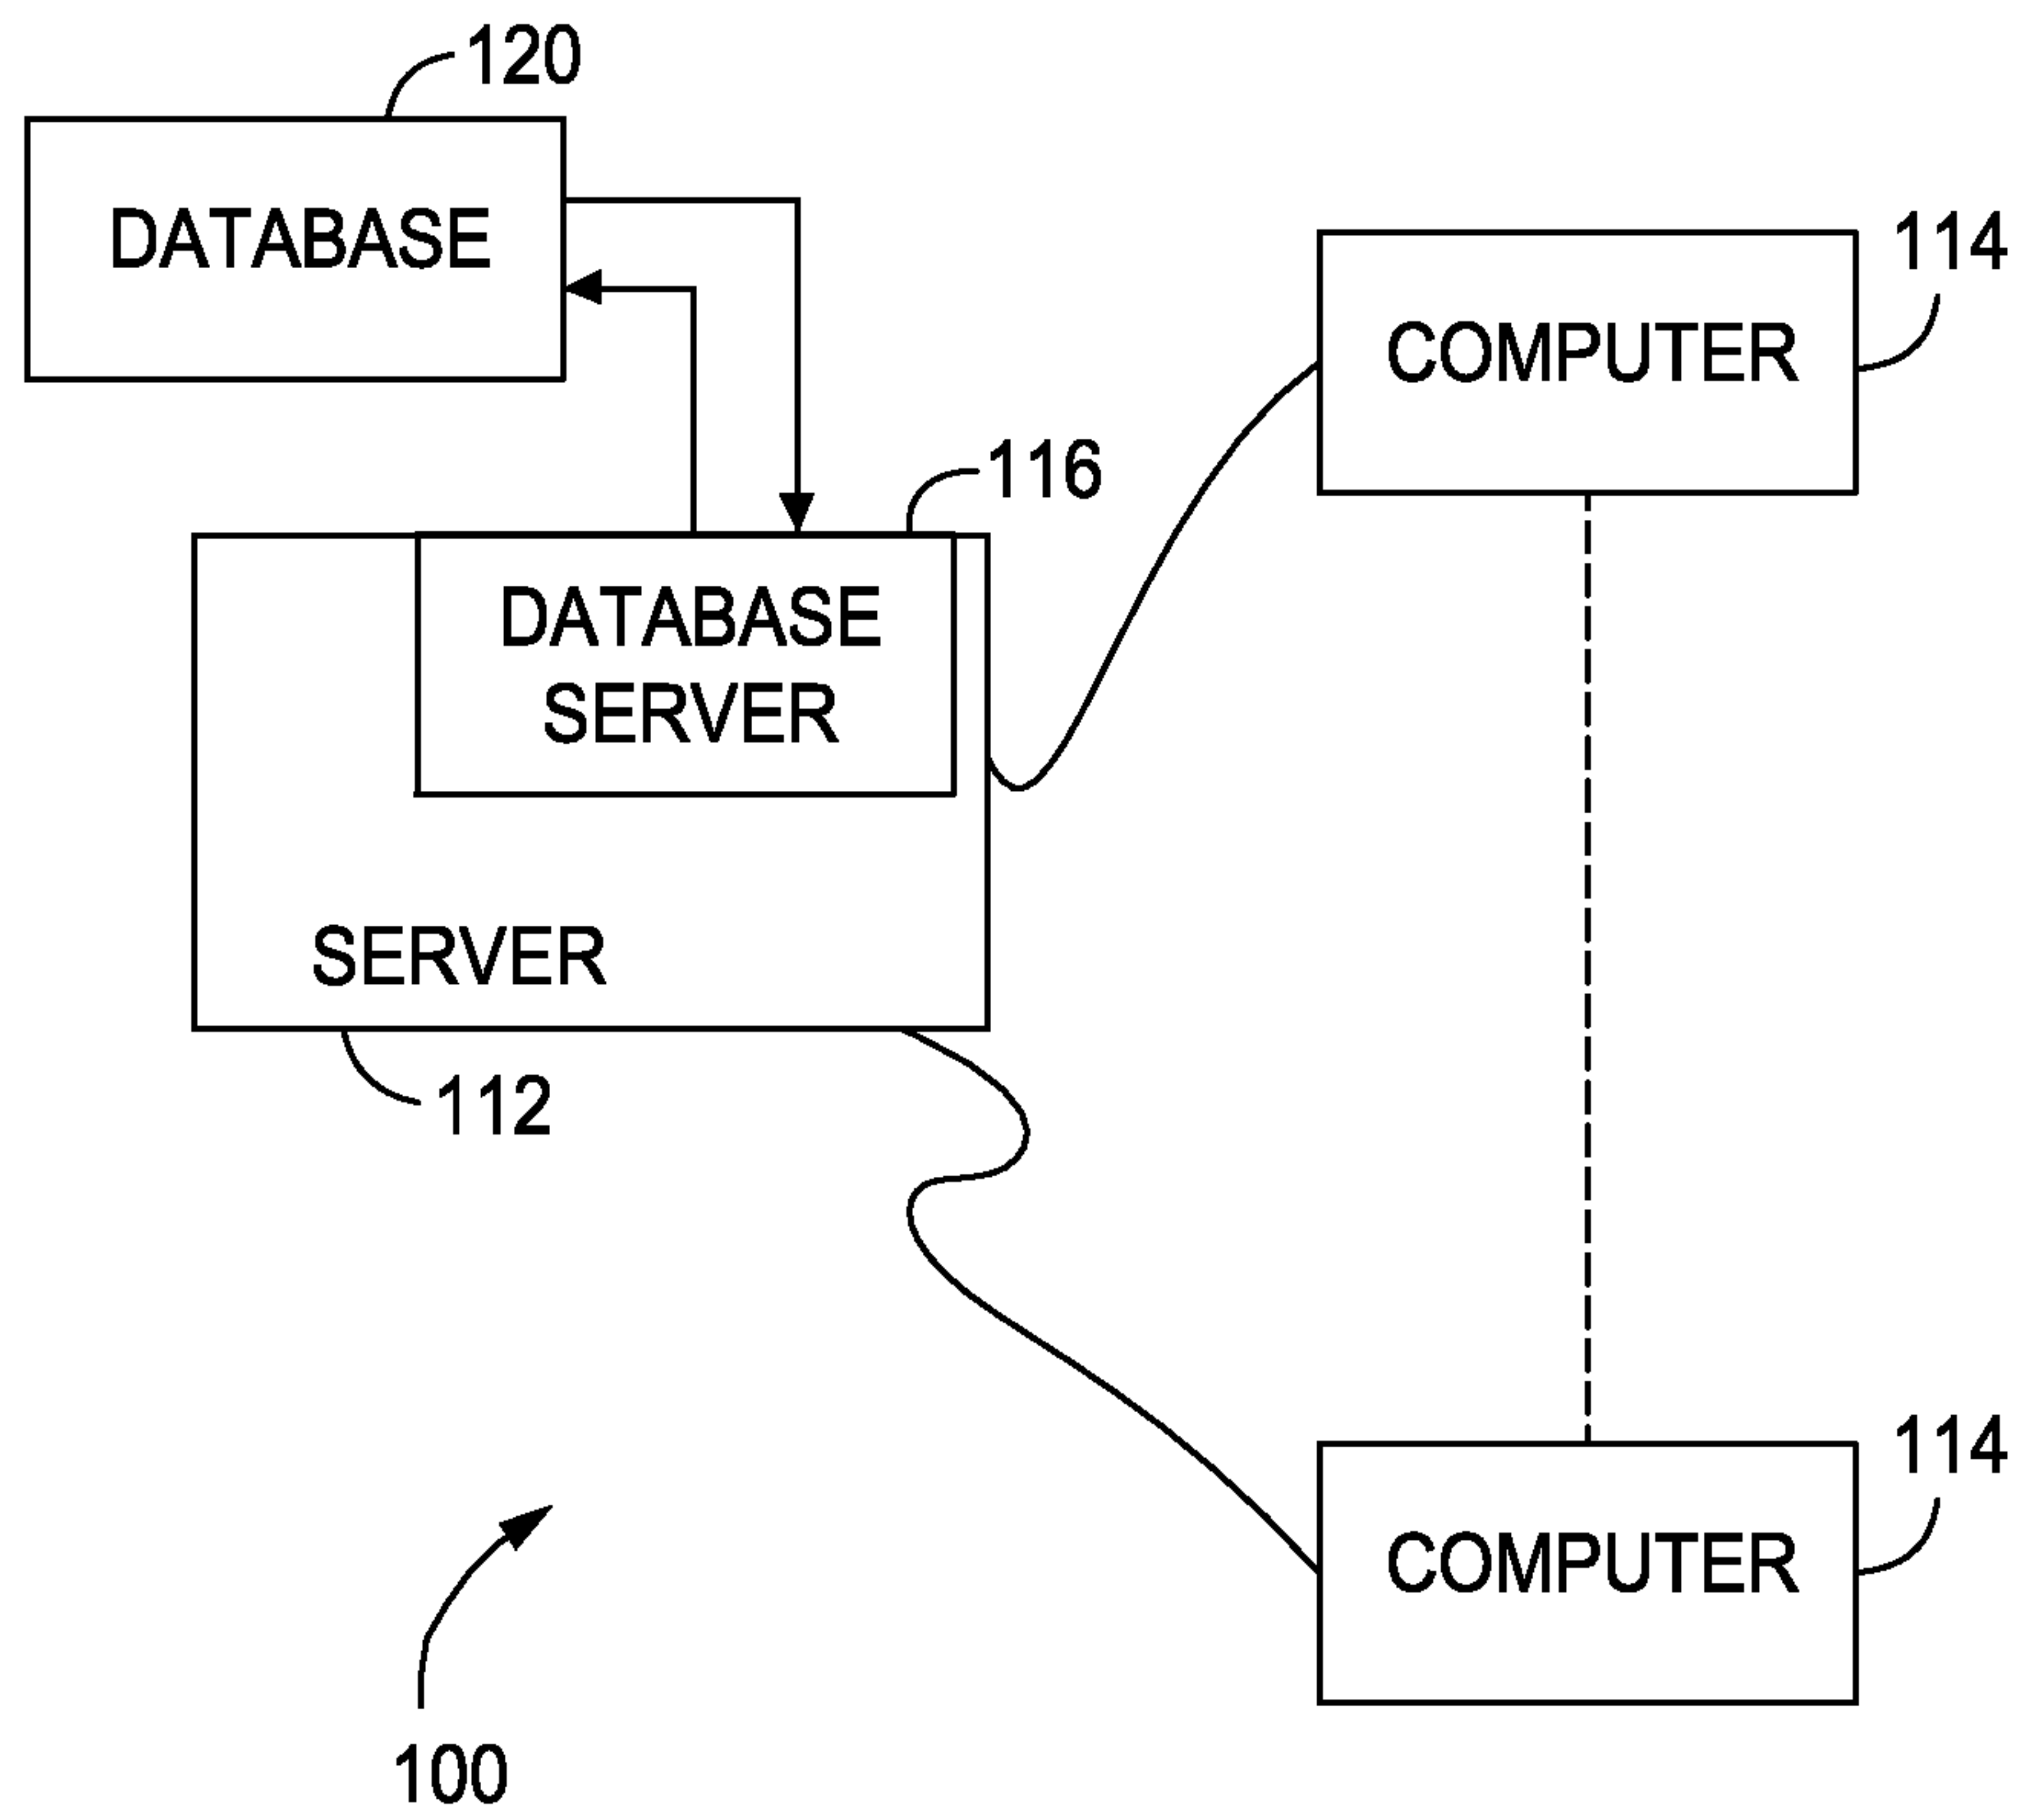 120
DATABASE
114
COMPUTER
116
DATABASE
SERVER
SERVER
112
114
COMPUTER
100